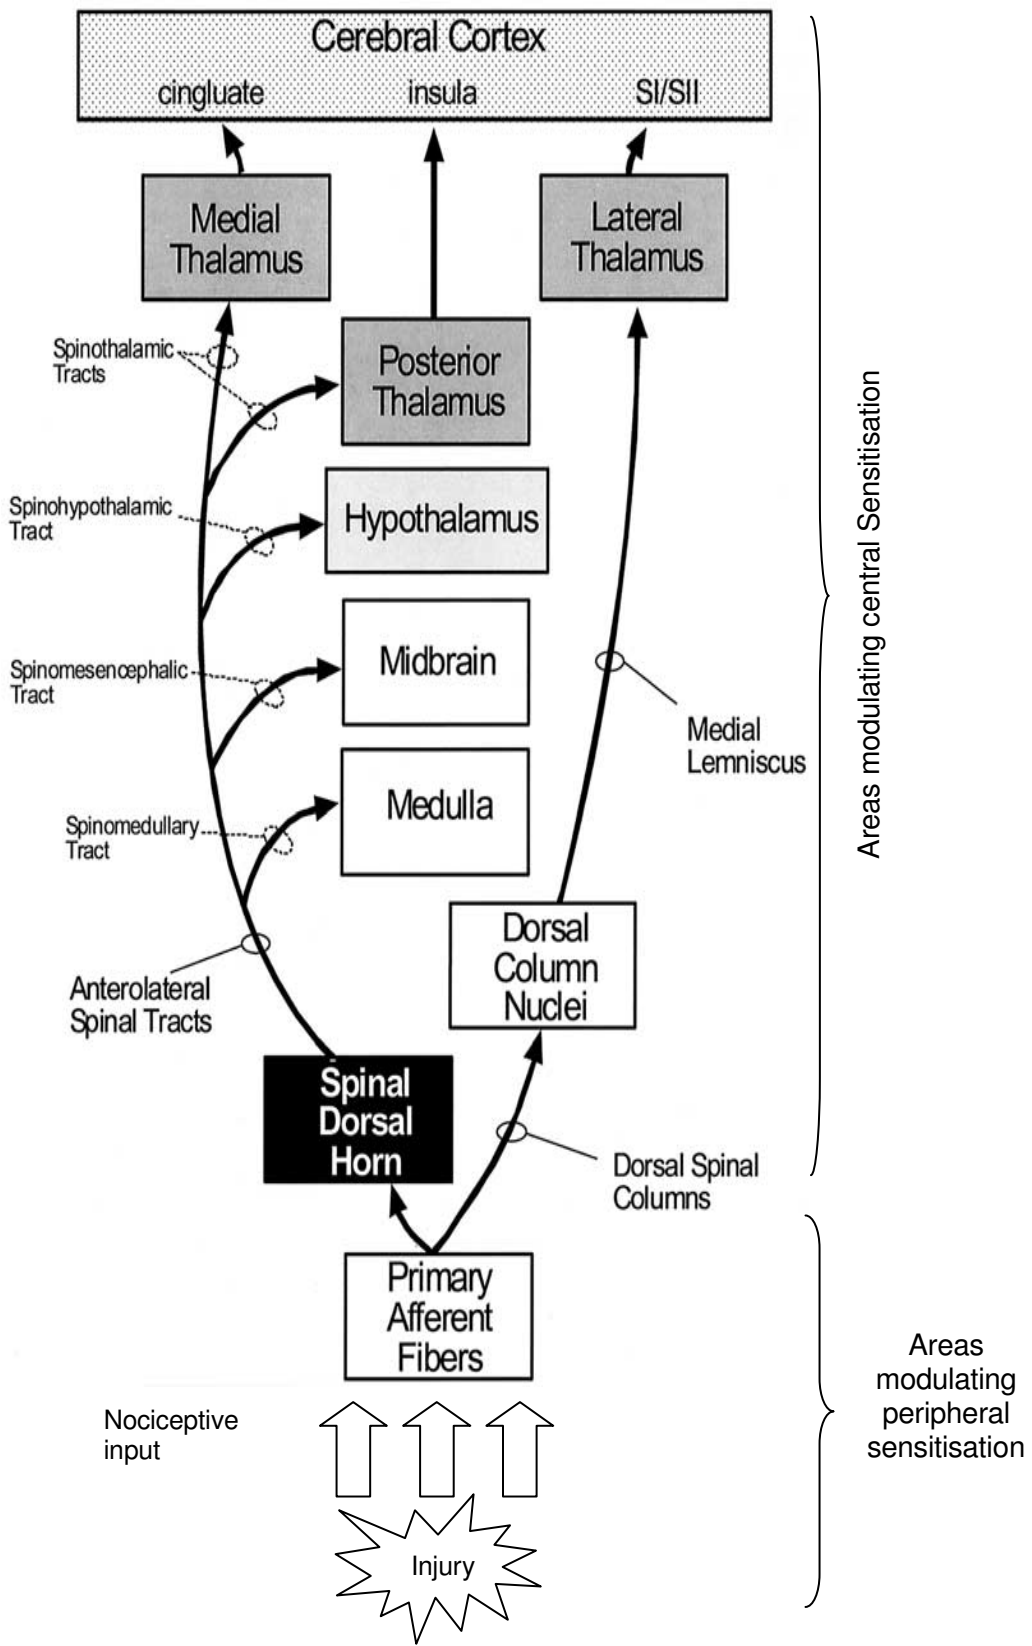 Cerebral Cortex
cingluate insula SI/SII
Medial
Thalamus
Lateral
Thalamus
Spinothalamic
Tracts
Posterior
Thalamus
Spinohypothalamic
Tract
Hypothalamus
Areas modulating central Sensitisation
Spinomesencephalic
Tract
Midbrain
Medial
Lemniscus
Spinomedullary
Tract
Medulla
Dorsal
Column
Nuclei
Anterolateral
Spinal Tracts
Spinal
Dorsal
Horn
Dorsal Spinal
Columns
Primary
Afferent
Fibers
Areas
modulating
peripheral
sensitisation
Nociceptive
input
Injury